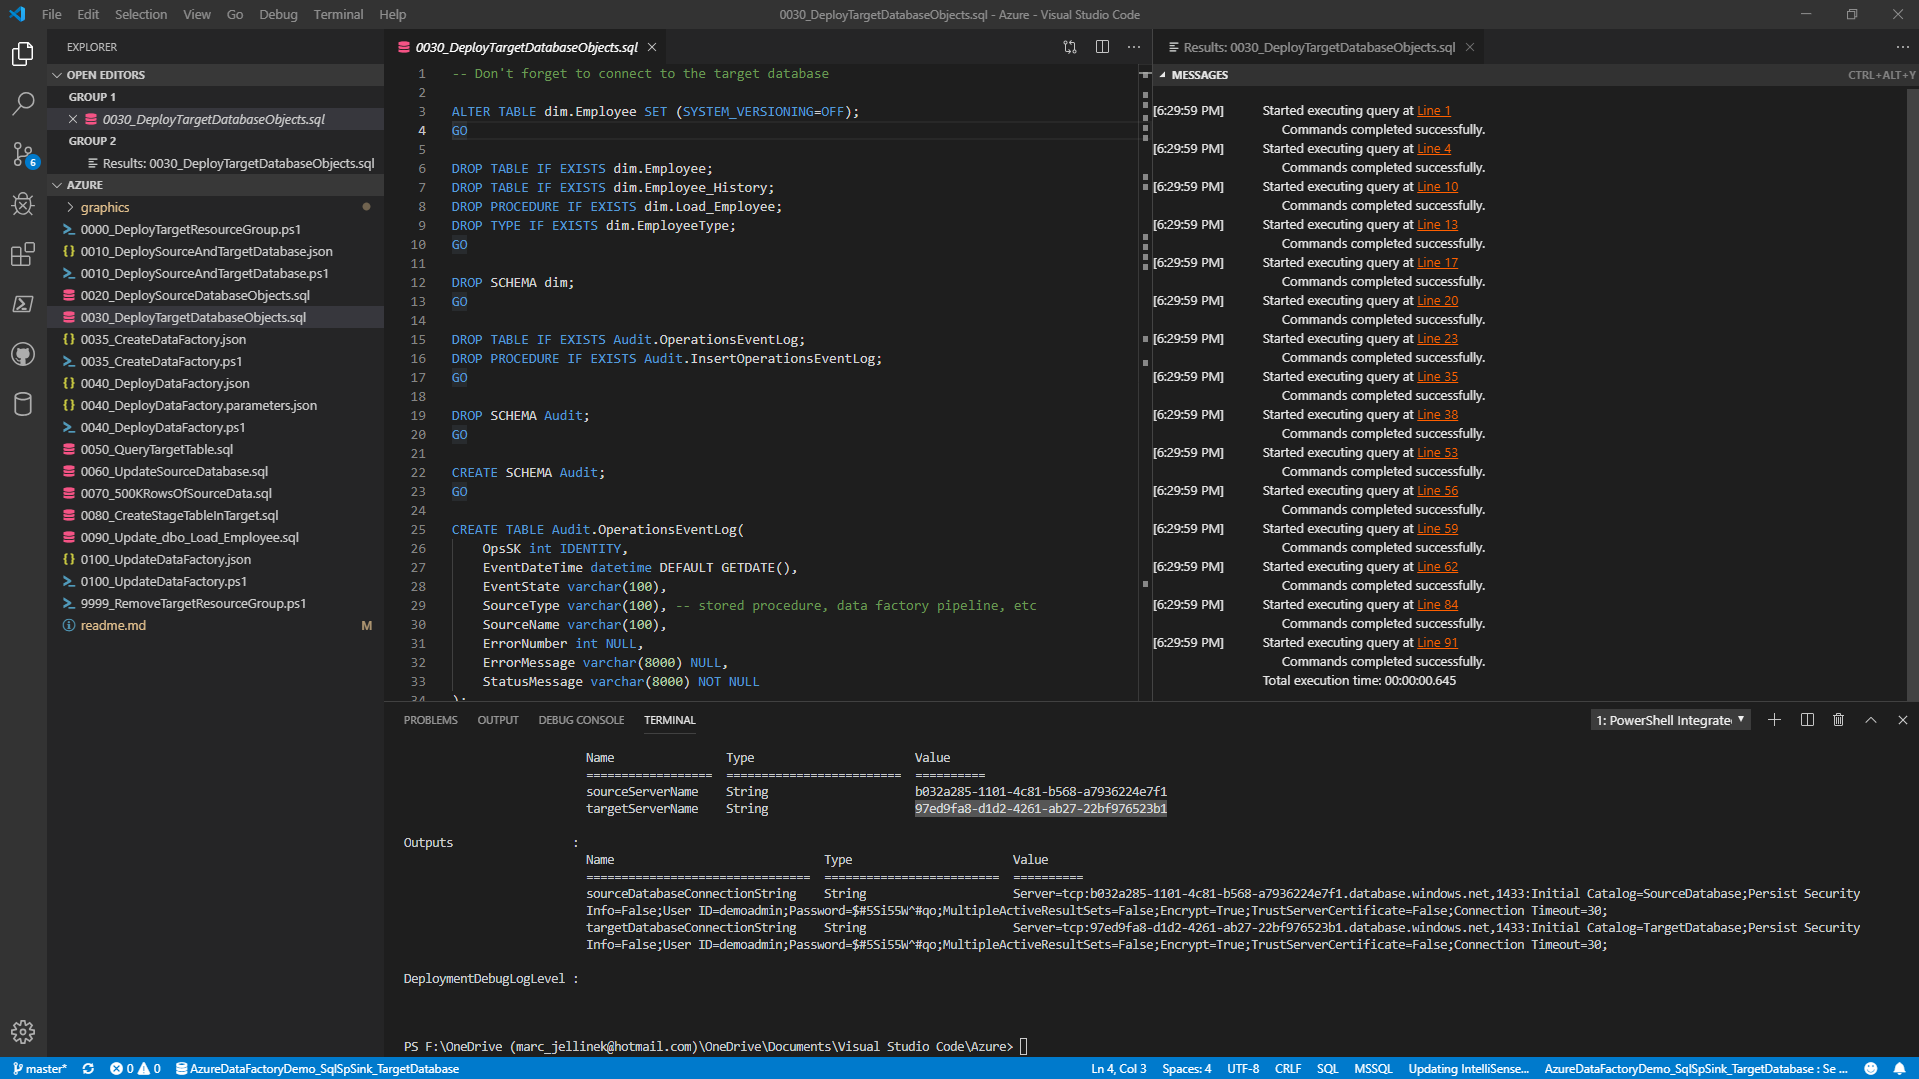 File Edit Selection View Go Debug Terminal Help
0030_DeployTargetDatabaseObjects.sql - Azure - Visual Studio Code
EXPLORER
OPEN EDITORS
GROUP 1
0030_DeployTargetDatabaseObjects.sql
GROUP 2
Results: 0030_DeployTargetDatabaseObjects.sql
AZURE
graphics
0000_DeployTargetResourceGroup.ps1
0010_DeploySourceAndTargetDatabase.json
0010_DeploySourceAndTargetDatabase.ps1
0020_DeploySourceDatabaseObjects.sql
0030_DeployTargetDatabaseObjects.sql
0035_CreateDataFactory.json
0035_CreateDataFactory.ps1
0040_DeployDataFactory.json
0040_DeployDataFactory.parameters.json
0040_DeployDataFactory.ps1
0050_QueryTargetTable.sql
0060_UpdateSourceDatabase.sql
0070_500KRowsOfSourceData.sql
0080_CreateStageTableInTarget.sql
0090_Update_dbo_Load_Employee.sql
0100_UpdateDataFactory.json
0100_UpdateDataFactory.ps1
9999_RemoveTargetResourceGroup.ps1
readme.md M
6
0030_DeployTargetDatabaseObjects.sql
1 -- Don't forget to connect to the target database
2
3 ALTER TABLE dim.Employee SET (SYSTEM_VERSIONING=OFF);
4 GO
5
6 DROP TABLE IF EXISTS dim.Employee;
7 DROP TABLE IF EXISTS dim.Employee_History;
8 DROP PROCEDURE IF EXISTS dim.Load_Employee;
9 DROP TYPE IF EXISTS dim.EmployeeType;
10 GO
11
12 DROP SCHEMA dim;
13 GO
14
15 DROP TABLE IF EXISTS Audit.OperationsEventLog;
16 DROP PROCEDURE IF EXISTS Audit.InsertOperationsEventLog;
17 GO
18
19 DROP SCHEMA Audit;
20 GO
21
22 CREATE SCHEMA Audit;
23 GO
24
25 CREATE TABLE Audit.OperationsEventLog(
26 OpsSK int IDENTITY,
27 EventDateTime datetime DEFAULT GETDATE(),
28 EventState varchar(100),
29 SourceType varchar(100), -- stored procedure, data factory pipeline, etc
30 SourceName varchar(100),
31 ErrorNumber int NULL,
32 ErrorMessage varchar(8000) NULL,
33 StatusMessage varchar(8000) NOT NULL
34 );
Results: 0030_DeployTargetDatabaseObjects.sql
MESSAGES CTRL+ALT+Y
[6:29:59 PM] Started executing query at Line 1
Commands completed successfully.
[6:29:59 PM] Started executing query at Line 4
Commands completed successfully.
[6:29:59 PM] Started executing query at Line 10
Commands completed successfully.
[6:29:59 PM] Started executing query at Line 13
Commands completed successfully.
[6:29:59 PM] Started executing query at Line 17
Commands completed successfully.
[6:29:59 PM] Started executing query at Line 20
Commands completed successfully.
[6:29:59 PM] Started executing query at Line 23
Commands completed successfully.
[6:29:59 PM] Started executing query at Line 35
Commands completed successfully.
[6:29:59 PM] Started executing query at Line 38
Commands completed successfully.
[6:29:59 PM] Started executing query at Line 53
Commands completed successfully.
[6:29:59 PM] Started executing query at Line 56
Commands completed successfully.
[6:29:59 PM] Started executing query at Line 59
Commands completed successfully.
[6:29:59 PM] Started executing query at Line 62
Commands completed successfully.
[6:29:59 PM] Started executing query at Line 84
Commands completed successfully.
[6:29:59 PM] Started executing query at Line 91
Commands completed successfully.
Total execution time: 00:00:00.645
PROBLEMS OUTPUT DEBUG CONSOLE TERMINAL
1: PowerShell Integrate
Name Type Value
================== ========================= ==========
sourceServerName String b032a285-1101-4c81-b568-a7936224e7f1
targetServerName String 97ed9fa8-d1d2-4261-ab27-22bf976523b1
Outputs :
Name Type Value
============================= ========================= ==========
sourceDatabaseConnectionString String Server=tcp:b032a285-1101-4c81-b568-a7936224e7f1.database.windows.net,1433:Initial Catalog=SourceDatabase;Persist Security
Info=False;User ID=demoadmin;Password=$#5Si55W^#qo;MultipleActiveResultSets=False;Encrypt=True;TrustServerCertificate=False;Connection Timeout=30;
targetDatabaseConnectionString String Server=tcp:97ed9fa8-d1d2-4261-ab27-22bf976523b1.database.windows.net,1433:Initial Catalog=TargetDatabase;Persist Security
Info=False;User ID=demoadmin;Password=$#5Si55W^#qo;MultipleActiveResultSets=False;Encrypt=True;TrustServerCertificate=False;Connection Timeout=30;
DeploymentDebugLogLevel :
PS F:\OneDrive (marc_jellinek@hotmail.com)\OneDrive\Documents\Visual Studio Code\Azure>
master* 0 0 AzureDataFactoryDemo_SqlSpSink_TargetDatabase Ln 4, Col 3 Spaces: 4 UTF-8 CRLF SQL MSSQL Updating IntelliSense... AzureDataFactoryDemo_SqlSpSink_TargetDatabase : Se ...